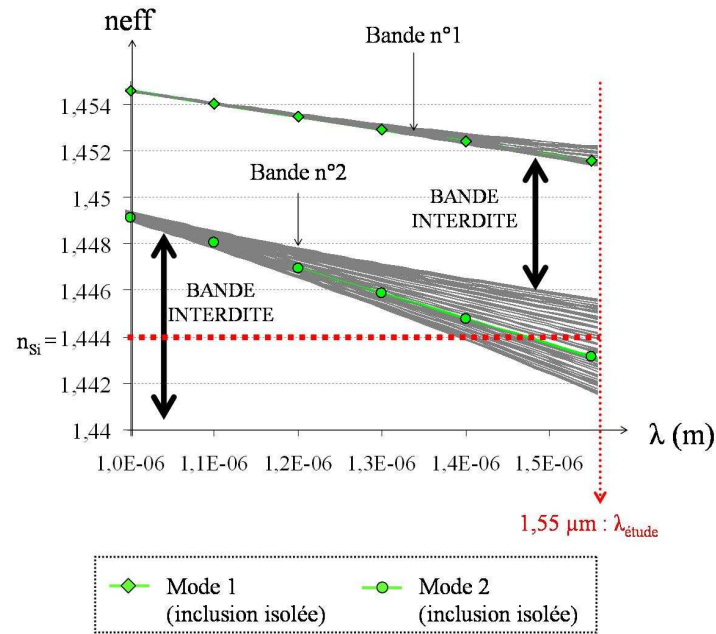 neff
Bande n°1
1,454
1,452
Bande n°2
1,45
BANDE
INTERDITE
1,448
BANDE
INTERDITE
1,446
nSi = 1,444
1,442
1,44
λ (m)
1,0E-06 1,1E-06 1,2E-06 1,3E-06 1,4E-06 1,5E-06
1,55 µm : λétude
Mode 1 Mode 2
(inclusion isolée) (inclusion isolée)